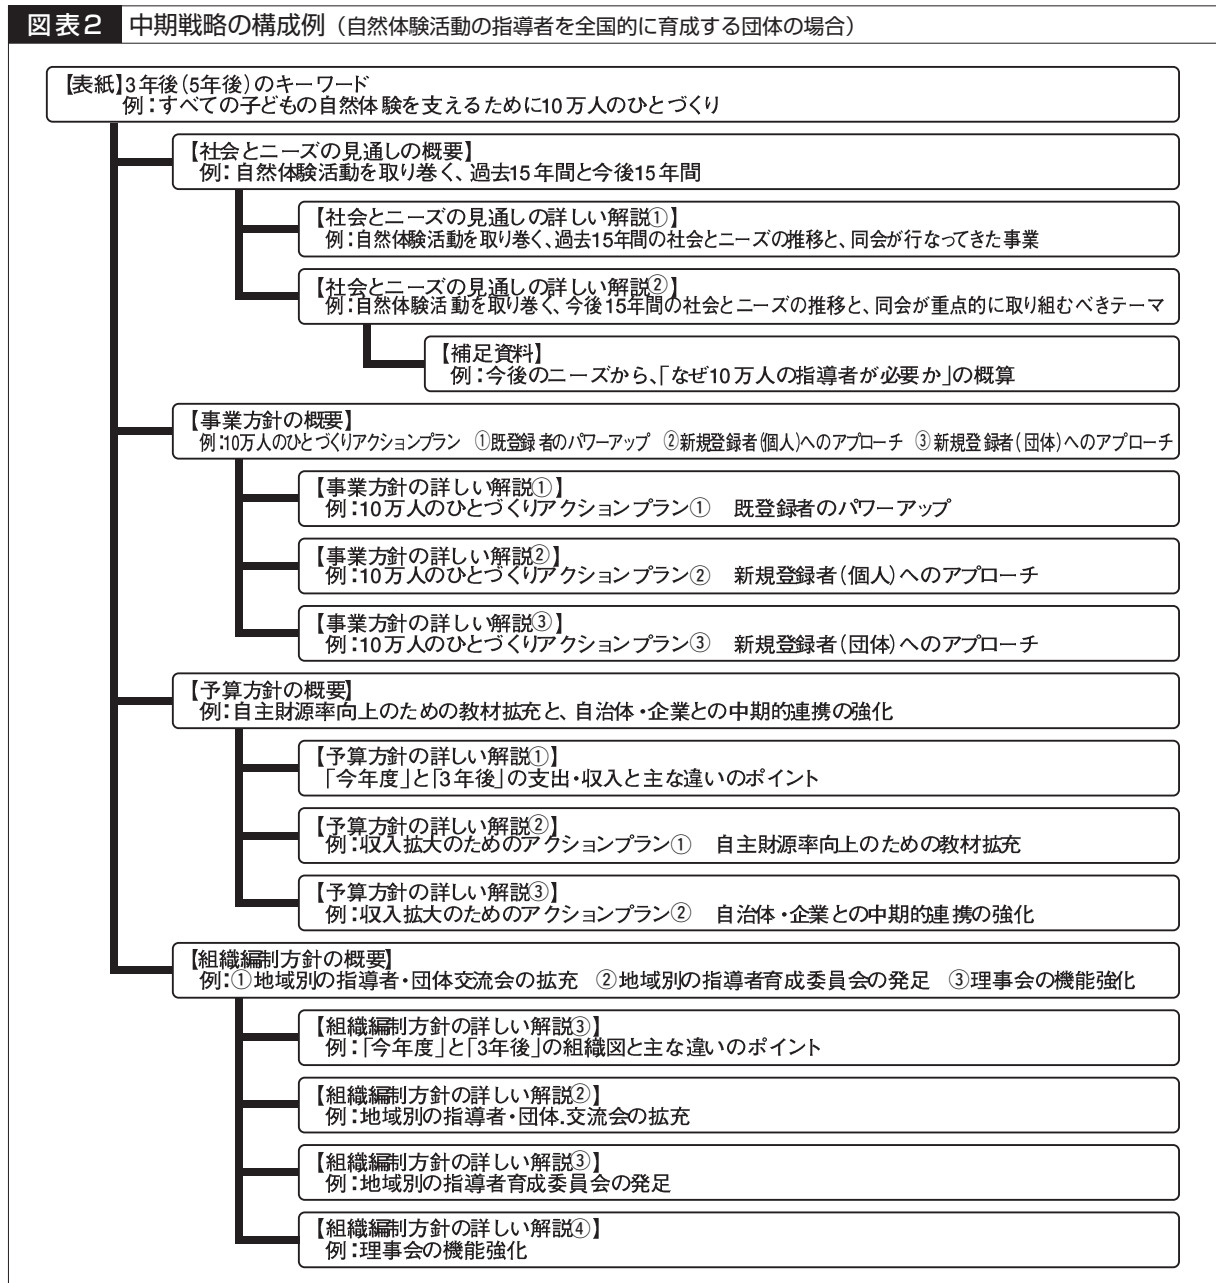 図表2 中期戦略の構成例（自然体験活動の指導者を全国的に育成する団体の場合）
【表紙】3年後（5年後）のキーワード
例：すべての子どもの自然体験を支えるために10万人のひとづくり
【社会とニーズの見通しの概要】
例：自然体験活動を取り巻く、過去15年間と今後15年間
【社会とニーズの見通しの詳しい解説①】
例：自然体験活動を取り巻く、過去15年間の社会とニーズの推移と、同会が行なってきた事業
【社会とニーズの見通しの詳しい解説②】
例：自然体験活動を取り巻く、今後15年間の社会とニーズの推移と、同会が重点的に取り組むべきテーマ
【補足資料】
例：今後のニーズから、「なぜ10万人の指導者が必要か」の概算
【事業方針の概要】
例：10万人のひとづくりアクションプラン ①既登録者のパワーアップ ②新規登録者（個人）へのアプローチ ③新規登録者（団体）へのアプローチ
【事業方針の詳しい解説①】
例：10万人のひとづくりアクションプラン① 既登録者のパワーアップ
【事業方針の詳しい解説②】
例：10万人のひとづくりアクションプラン② 新規登録者（個人）へのアプローチ
【事業方針の詳しい解説③】
例：10万人のひとづくりアクションプラン③ 新規登録者（団体）へのアプローチ
【予算方針の概要】
例：自主財源率向上のための教材拡充と、自治体・企業との中期的連携の強化
【予算方針の詳しい解説①】
「今年度」と「3年後」の支出・収入と主な違いのポイント
【予算方針の詳しい解説②】
例：収入拡大のためのアクションプラン① 自主財源率向上のための教材拡充
【予算方針の詳しい解説③】
例：収入拡大のためのアクションプラン② 自治体・企業との中期的連携の強化
【組織編制方針の概要】
例：①地域別の指導者・団体交流会の拡充 ②地域別の指導者育成委員会の発足 ③理事会の機能強化
【組織編制方針の詳しい解説③】
例：「今年度」と「3年後」の組織図と主な違いのポイント
【組織編制方針の詳しい解説②】
例：地域別の指導者・団体.交流会の拡充
【組織編制方針の詳しい解説③】
例：地域別の指導者育成委員会の発足
【組織編制方針の詳しい解説④】
例：理事会の機能強化